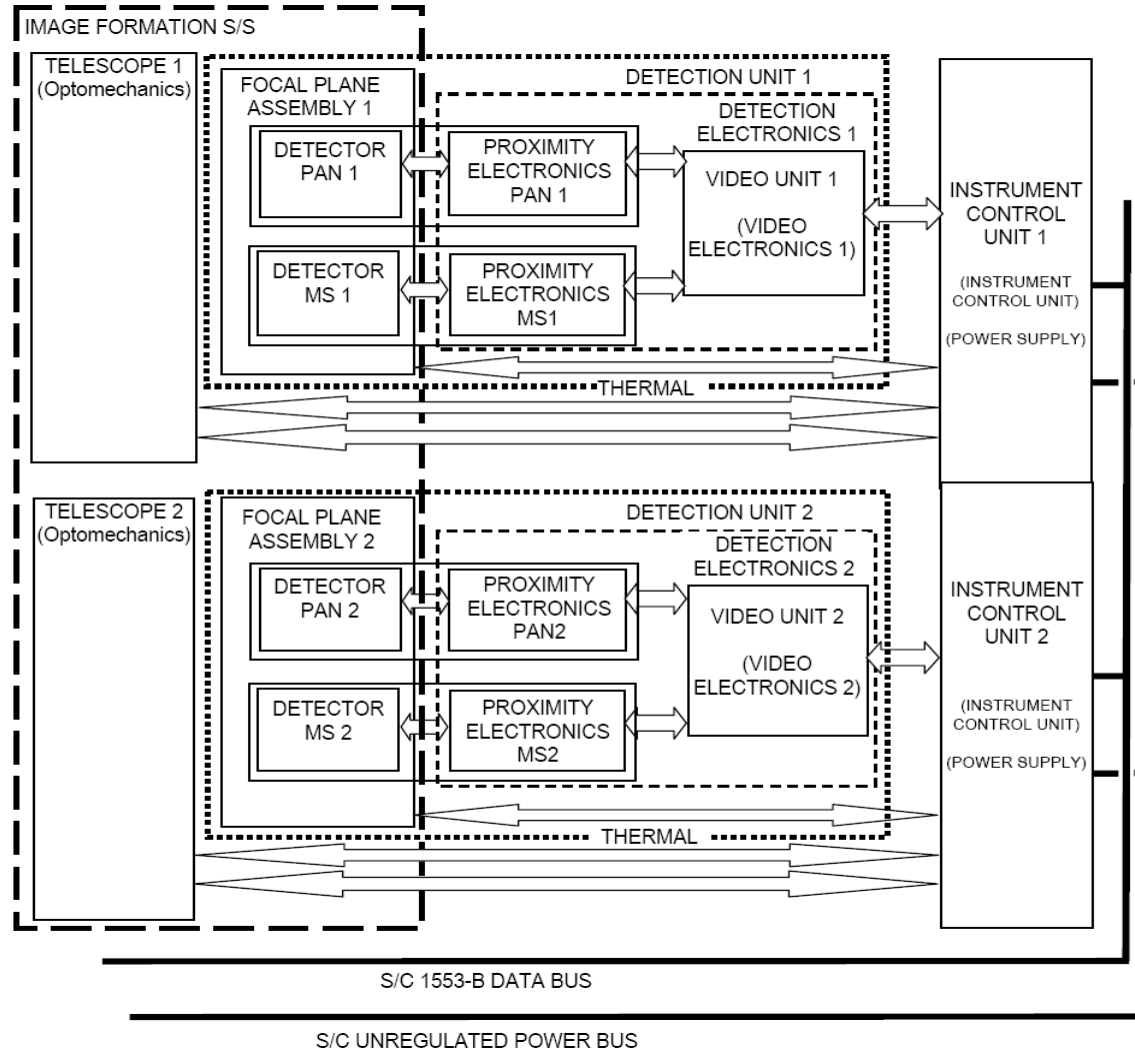 IMAGE FORMATION S/S
TELESCOPE 1
(Optomechanics)
FOCAL PLANE
ASSEMBLY 1
DETECTION UNIT 1
DETECTION
ELECTRONICS 1
DETECTOR
PAN 1
PROXIMITY
ELECTRONICS
PAN 1
VIDEO UNIT 1
(VIDEO
ELECTRONICS 1)
DETECTOR
MS 1
PROXIMITY
ELECTRONICS
MS1
INSTRUMENT
CONTROL
UNIT 1
(INSTRUMENT
CONTROL UNIT)
(POWER SUPPLY)
THERMAL
TELESCOPE 2
(Optomechanics)
FOCAL PLANE
ASSEMBLY 2
DETECTION UNIT 2
DETECTION
ELECTRONICS 2
DETECTOR
PAN 2
PROXIMITY
ELECTRONICS
PAN2
VIDEO UNIT 2
(VIDEO
ELECTRONICS 2)
DETECTOR
MS 2
PROXIMITY
ELECTRONICS
MS2
INSTRUMENT
CONTROL
UNIT 2
(INSTRUMENT
CONTROL UNIT)
(POWER SUPPLY)
THERMAL
S/C 1553-B DATA BUS
S/C UNREGULATED POWER BUS